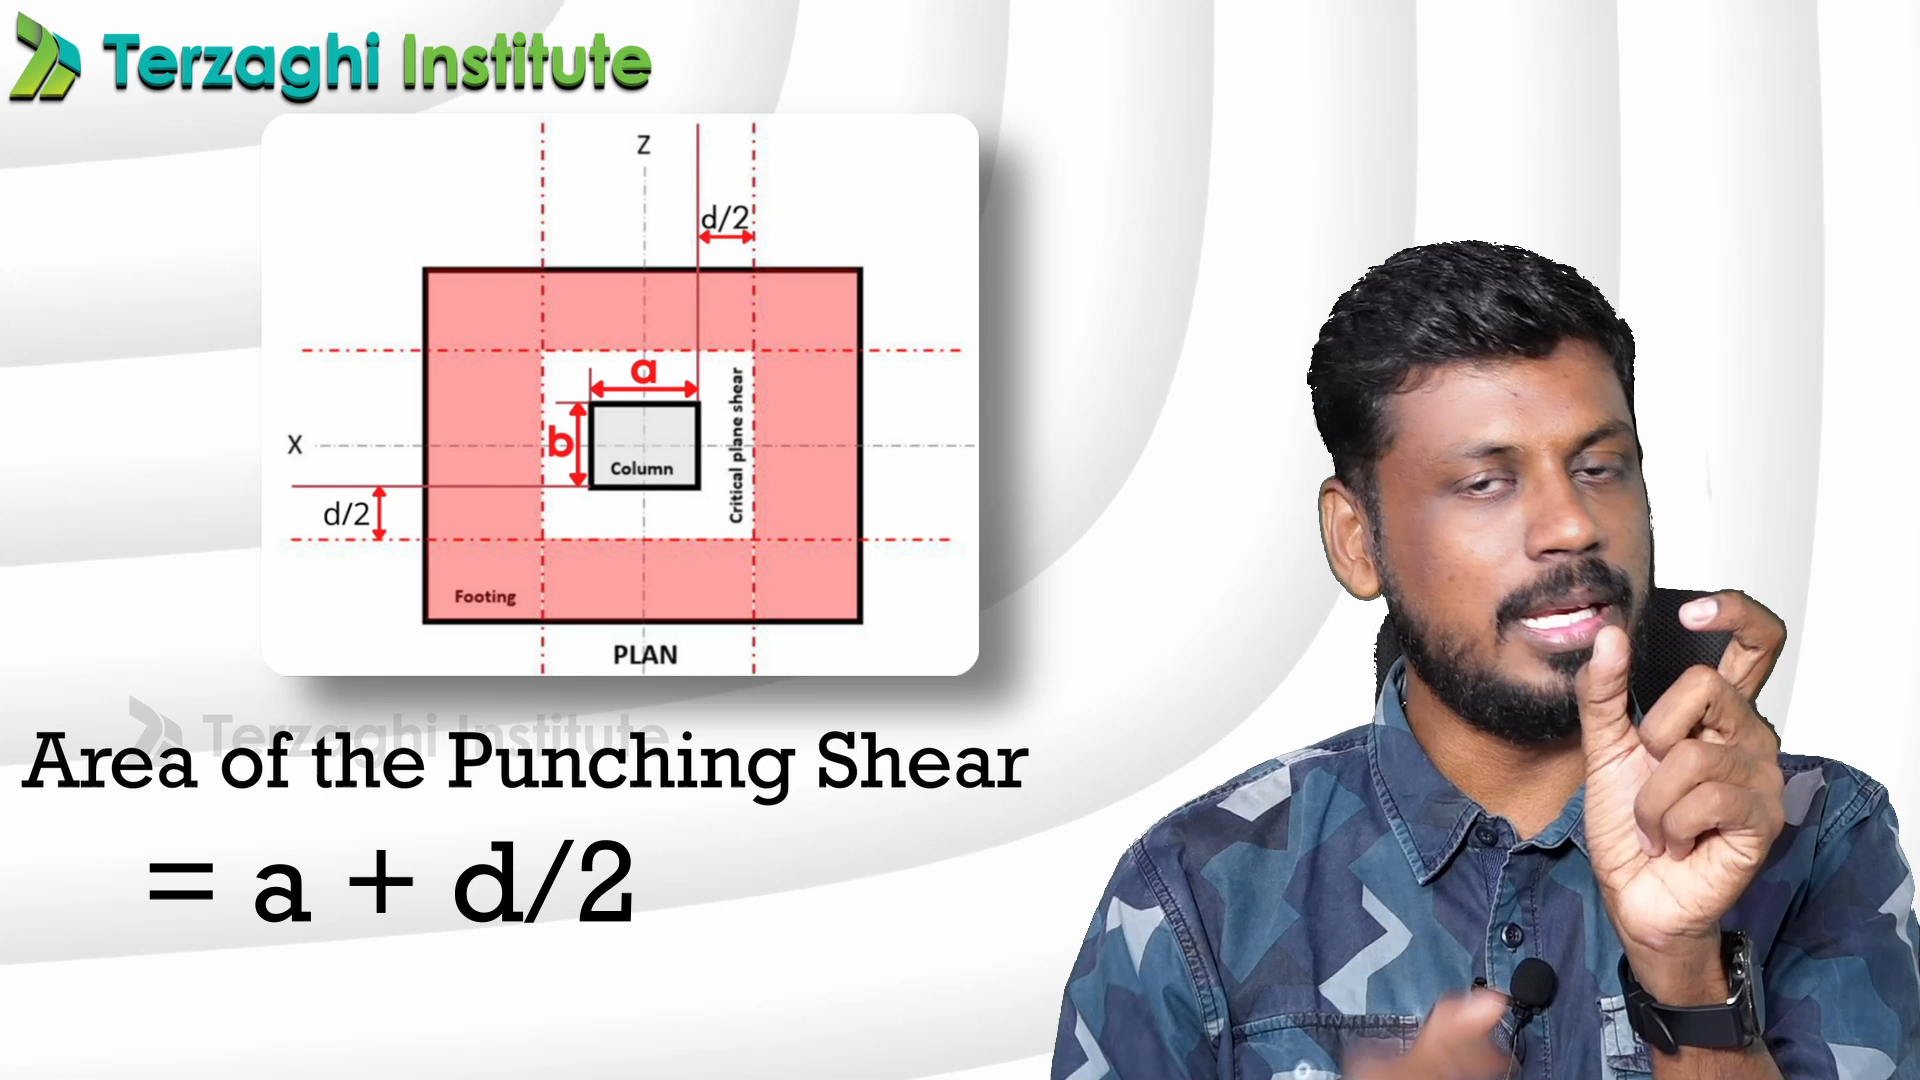 Terzaghi Institute
Z
d/2
a
b
Critical plane shear
X
Column
d/2
Footing
PLAN
Terzaghi Institute
Area of the Punching Shear
= a + d/2